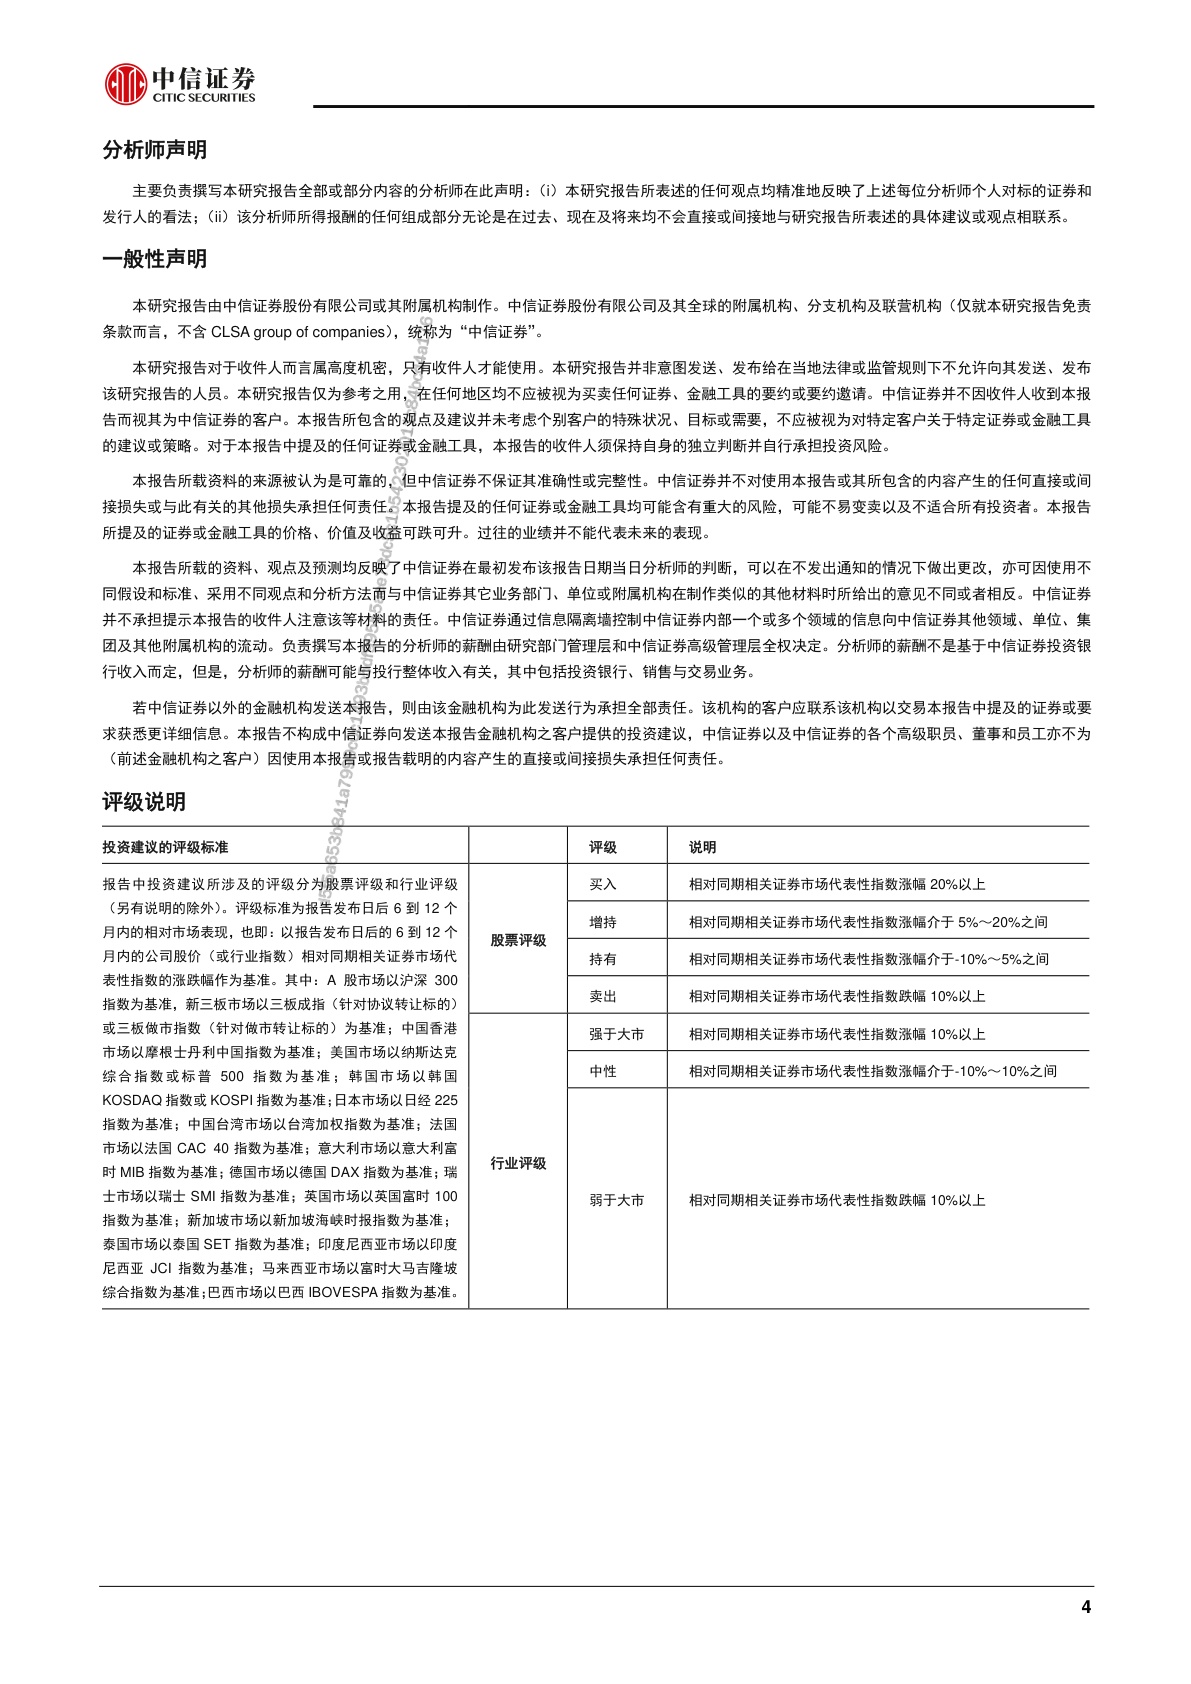 中信证券
CITIC SECURITIES
分析师声明
主要负责撰写本研究报告全部或部分内容的分析师在此声明：（i）本研究报告所表述的任何观点均精准地反映了上述每位分析师个人对标的证券和
发行人的看法；（ii）该分析师所得报酬的任何组成部分无论是在过去、现在及将来均不会直接或间接地与研究报告所表述的具体建议或观点相联系。
一般性声明
本研究报告由中信证券股份有限公司或其附属机构制作。中信证券股份有限公司及其全球的附属机构、分支机构及联营机构（仅就本研究报告免责
条款而言，不含 CLSA group of companies），统称为“中信证券”。
本研究报告对于收件人而言属高度机密，只有收件人才能使用。本研究报告并非意图发送、发布给在当地法律或监管规则下不允许向其发送、发布
该研究报告的人员。本研究报告仅为参考之用，在任何地区均不应被视为买卖任何证券、金融工具的要约或要约邀请。中信证券并不因收件人收到本报
告而视其为中信证券的客户。本报告所包含的观点及建议并未考虑个别客户的特殊状况、目标或需要，不应被视为对特定客户关于特定证券或金融工具
的建议或策略。对于本报告中提及的任何证券或金融工具，本报告的收件人须保持自身的独立判断并自行承担投资风险。
本报告所载资料的来源被认为是可靠的，但中信证券不保证其准确性或完整性。中信证券并不对使用本报告或其所包含的内容产生的任何直接或间
接损失或与此有关的其他损失承担任何责任。本报告提及的任何证券或金融工具均可能含有重大的风险，可能不易变卖以及不适合所有投资者。本报告
所提及的证券或金融工具的价格、价值及收益可跌可升。过往的业绩并不能代表未来的表现。
本报告所载的资料、观点及预测均反映了中信证券在最初发布该报告日期当日分析师的判断，可以在不发出通知的情况下做出更改，亦可因使用不
同假设和标准、采用不同观点和分析方法而与中信证券其它业务部门、单位或附属机构在制作类似的其他材料时所给出的意见不同或者相反。中信证券
并不承担提示本报告的收件人注意该等材料的责任。中信证券通过信息隔离墙控制中信证券内部一个或多个领域的信息向中信证券其他领域、单位、集
团及其他附属机构的流动。负责撰写本报告的分析师的薪酬由研究部门管理层和中信证券高级管理层全权决定。分析师的薪酬不是基于中信证券投资银
行收入而定，但是，分析师的薪酬可能与投行整体收入有关，其中包括投资银行、销售与交易业务。
若中信证券以外的金融机构发送本报告，则由该金融机构为此发送行为承担全部责任。该机构的客户应联系该机构以交易本报告中提及的证券或要
求获悉更详细信息。本报告不构成中信证券向发送本报告金融机构之客户提供的投资建议，中信证券以及中信证券的各个高级职员、董事和员工亦不为
（前述金融机构之客户）因使用本报告或报告载明的内容产生的直接或间接损失承担任何责任。
评级说明
投资建议的评级标准 评级 说明
报告中投资建议所涉及的评级分为股票评级和行业评级
（另有说明的除外）。评级标准为报告发布日后 6 到 12 个
月内的相对市场表现，也即：以报告发布日后的 6 到 12 个
月内的公司股价（或行业指数）相对同期相关证券市场代
表性指数的涨跌幅作为基准。其中：A 股市场以沪深 300
指数为基准，新三板市场以三板成指（针对协议转让标的）
或三板做市指数（针对做市转让标的）为基准；中国香港
市场以摩根士丹利中国指数为基准；美国市场以纳斯达克
综合指数或标普 500 指数为基准；韩国市场以韩国
KOSDAQ 指数或 KOSPI 指数为基准；日本市场以日经 225
指数为基准；中国台湾市场以台湾加权指数为基准；法国
市场以法国 CAC 40 指数为基准；意大利市场以意大利富
时 MIB 指数为基准；德国市场以德国 DAX 指数为基准；瑞
士市场以瑞士 SMI 指数为基准；英国市场以英国富时 100
指数为基准；新加坡市场以新加坡海峡时报指数为基准；
泰国市场以泰国 SET 指数为基准；印度尼西亚市场以印度
尼西亚 JCI 指数为基准；马来西亚市场以富时大马吉隆坡
综合指数为基准；巴西市场以巴西 IBOVESPA 指数为基准。
股票评级
买入 相对同期相关证券市场代表性指数涨幅 20%以上
增持 相对同期相关证券市场代表性指数涨幅介于 5%～20%之间
持有 相对同期相关证券市场代表性指数涨幅介于-10%～5%之间
卖出 相对同期相关证券市场代表性指数跌幅 10%以上
行业评级
强于大市 相对同期相关证券市场代表性指数涨幅 10%以上
中性 相对同期相关证券市场代表性指数涨幅介于-10%～10%之间
弱于大市 相对同期相关证券市场代表性指数跌幅 10%以上
4